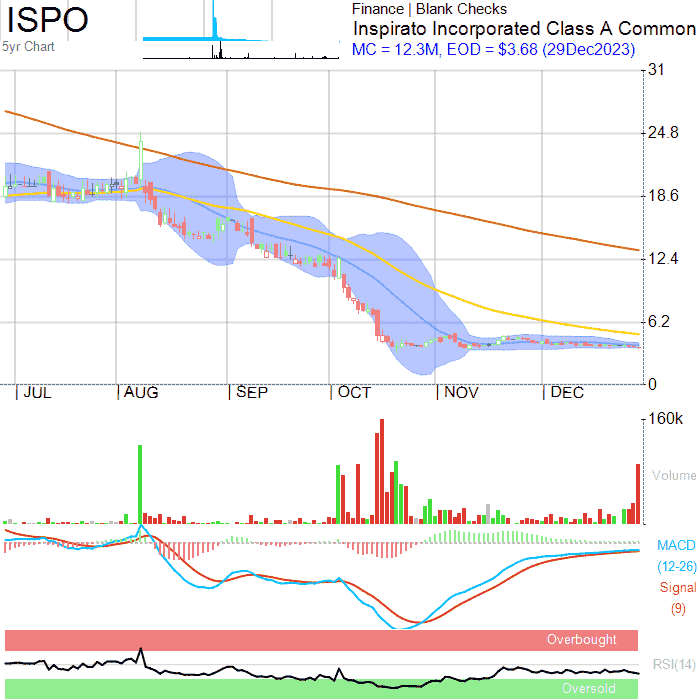 ISPO
5yr Chart
Finance | Blank Checks
Inspirato Incorporated Class A Common
MC = 12.3M, EOD = $3.68 (29Dec2023)
31
24.8
18.6
12.4
6.2
0
JUL AUG SEP OCT NOV DEC
160k
Volume
MACD
(12-26)
Signal
(9)
Overbought
RSI(14)
Oversold